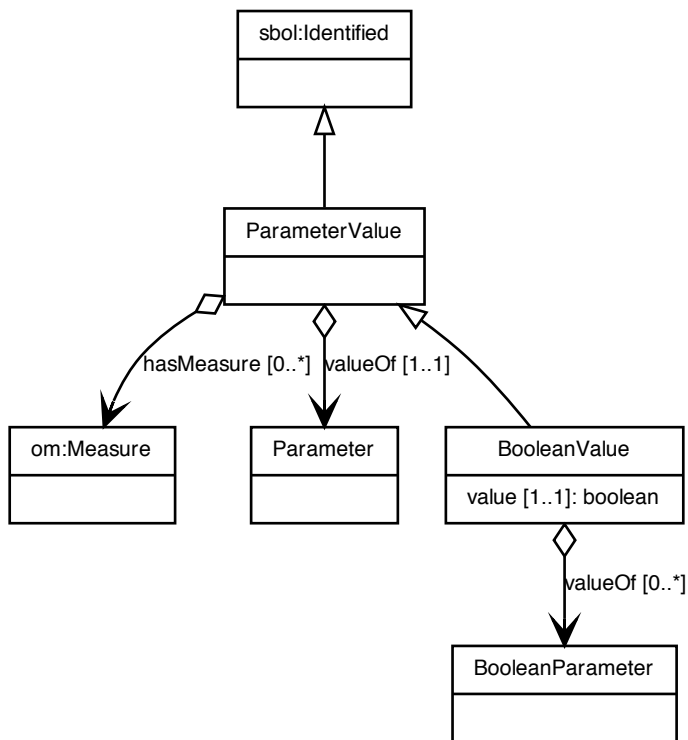 sbol:Identified
ParameterValue
hasMeasure [0..*]
valueOf [1..1]
om:Measure
Parameter
BooleanValue
value [1..1]: boolean
valueOf [0..*]
BooleanParameter